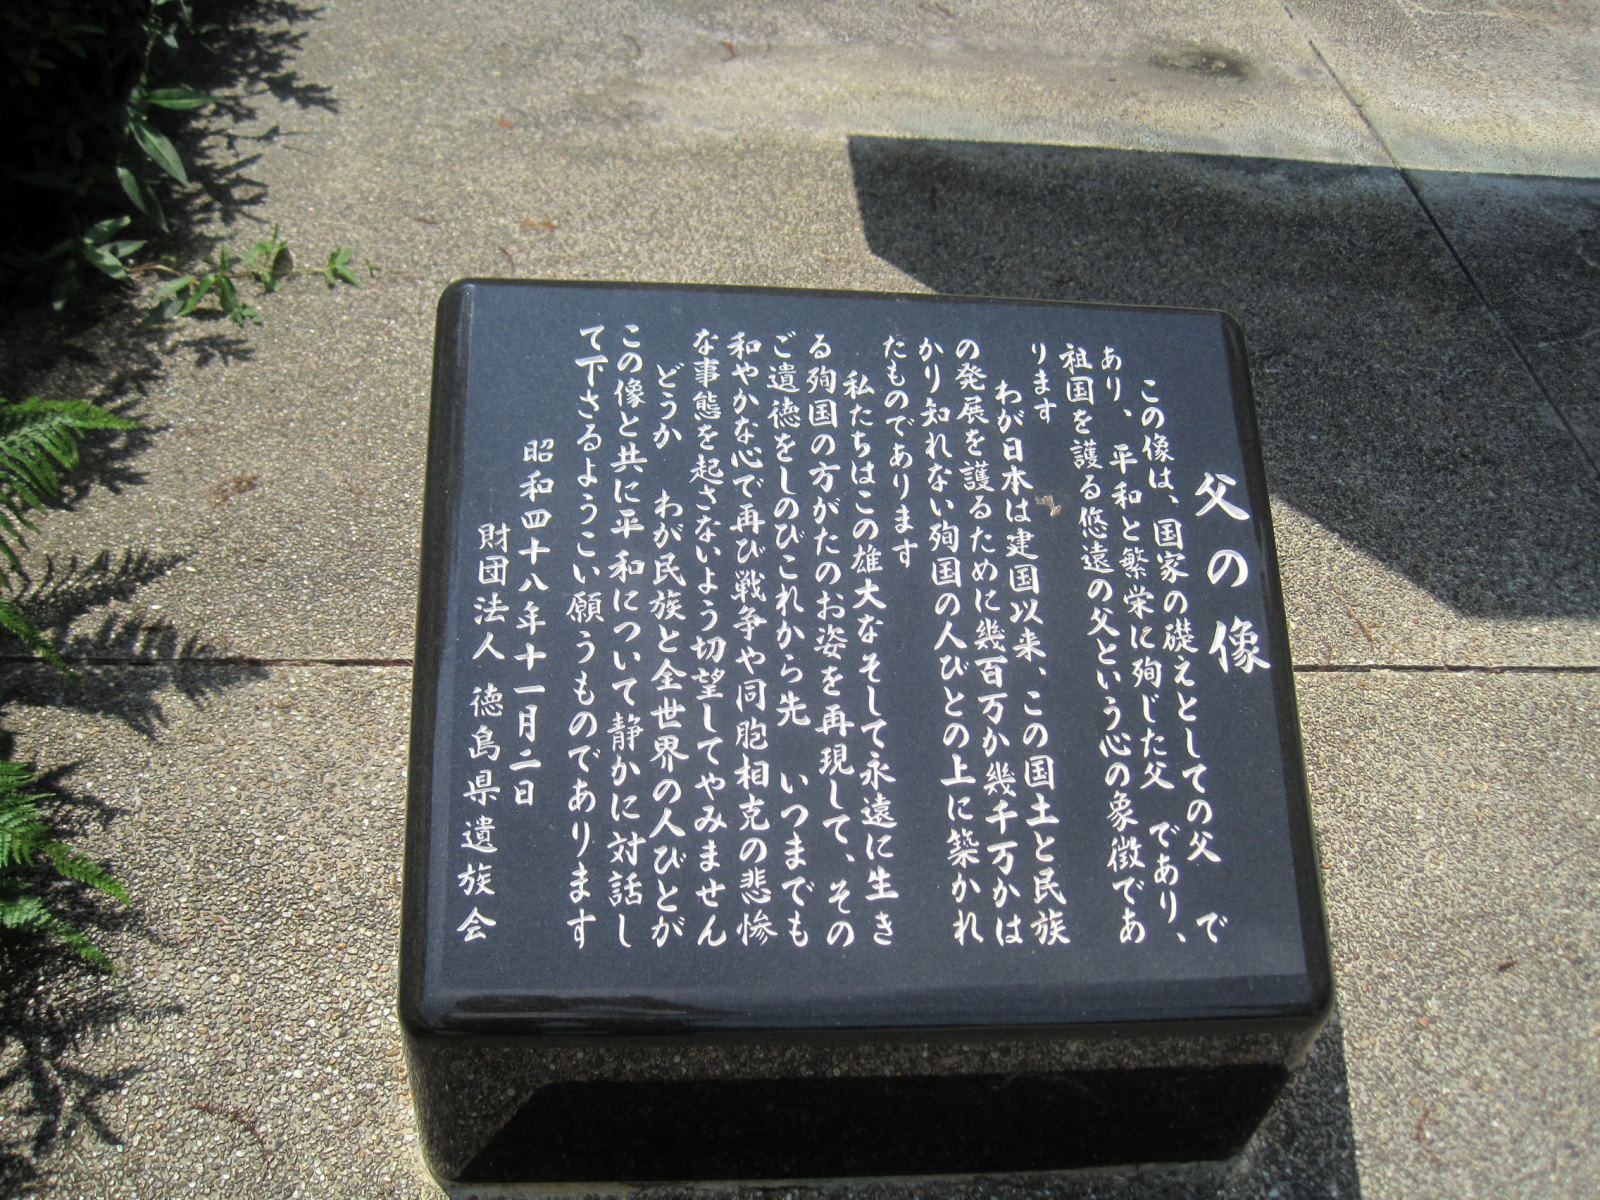 父の像
この像は、国家の礎えとしての父　で
あり、平和と繁栄に殉じた父　であり、
祖国を護る悠遠の父という心の象徴であ
ります
わが日本は建国以来、この国土と民族
の発展を護るために幾百万か幾千万かは
かり知れない殉国の人びとの上に築かれ
たものであります
私たちはこの雄大なそして永遠に生き
る殉国の方がたのお姿を再現して、その
ご遺徳をしのびこれから先　いつまでも
和やかな心で再び戦争や同胞相克の悲惨
な事態を起さないよう切望してやみません
どうか　わが民族と全世界の人びとが
この像と共に平和について静かに対話し
て下さるようこい願うものであります
昭和四十八年十一月二日
財団法人　徳島県遺族会